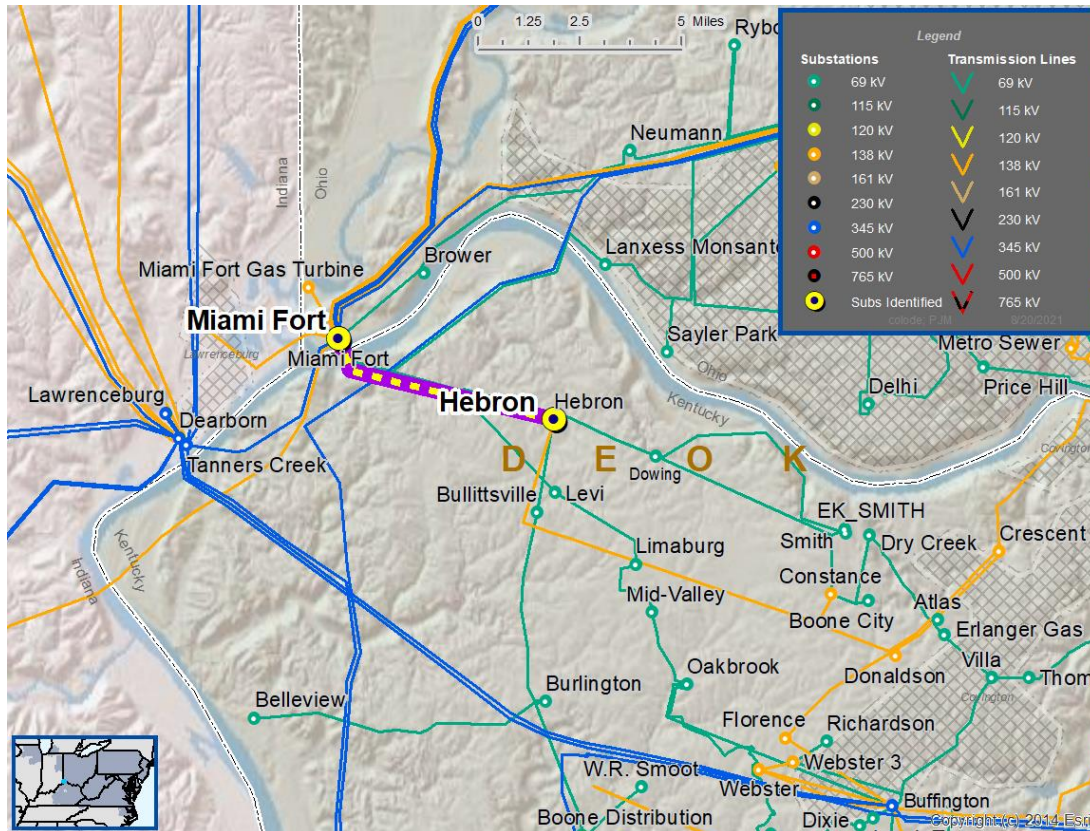 0 1.25 2.5 5 Miles
Legend
Substations
69 kV
115 kV
120 kV
138 kV
161 kV
230 kV
345 kV
500 kV
765 kV
Subs Identified
Transmission Lines
69 kV
115 kV
120 kV
138 kV
161 kV
230 kV
345 kV
500 kV
765 kV
colode, PJM 8/20/2021
Neumann
Indiana
Ohio
Brower
Lanxess Monsanto
Miami Fort Gas Turbine
Miami Fort
Miami Fort
Lawrenceburg
Sayler Park
Ohio
Kentucky
Metro Sewer
Price Hill
Delhi
Covington
Lawrenceburg
Dearborn
Tanners Creek
Hebron
Hebron
D E O K
Dowing
Bullittsville
Levi
EK_SMITH
Smith
Dry Creek
Crescent
Limaburg
Constance
Mid-Valley
Boone City
Atlas
Erlanger Gas
Kentucky
Indiana
Villa
Donaldson
Thom
Covington
Oakbrook
Burlington
Belleview
Florence
Richardson
Webster 3
W.R. Smoot
Webster
Buffington
Boone Distribution
Dixie
Copyright:(c) 2014 Esri